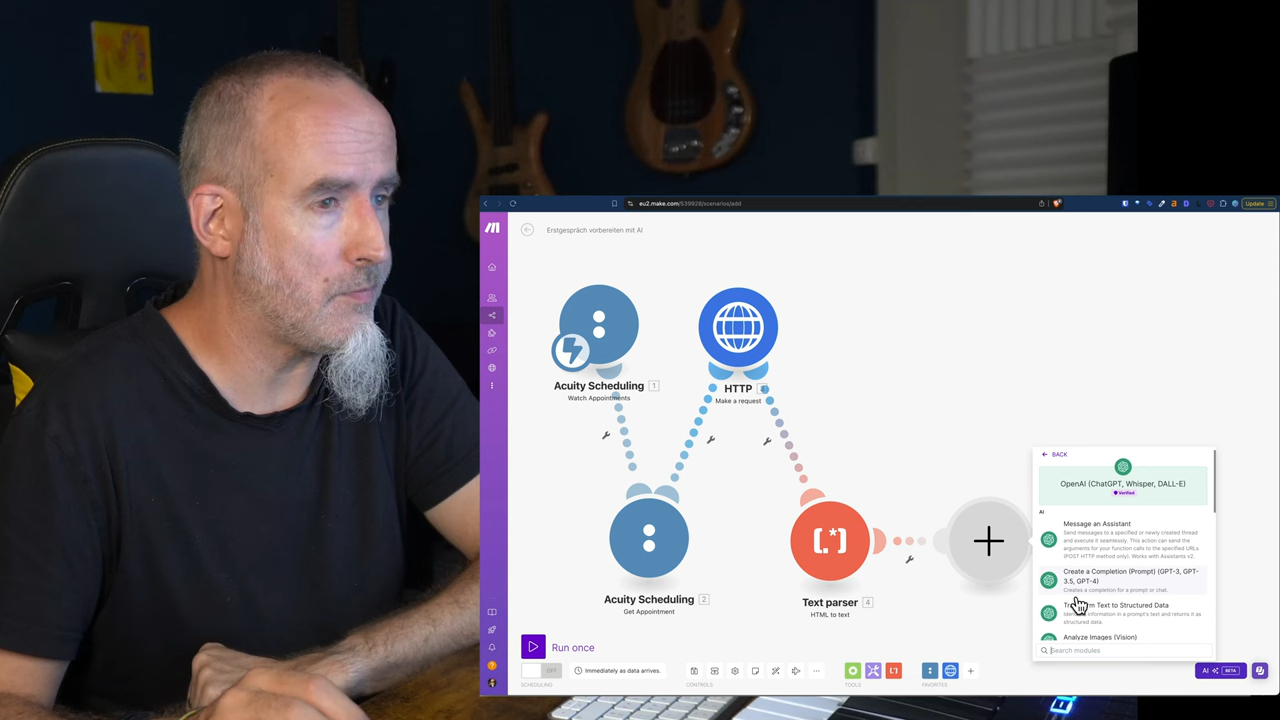 eu2.make.com/539928/scenarios/add
Update
Erstgespräch vorbereiten mit AI
Acuity Scheduling 1
Watch Appointments
HTTP
Make a request
Acuity Scheduling 2
Get Appointment
Text parser 4
HTML to text
BACK
OpenAI (ChatGPT, Whisper, DALL-E)
Verified
AI
Message an Assistant
Send messages to a specified or newly created thread
and execute it seamlessly. This action can send the
arguments for your function calls to the specified URLs
(POST HTTP method only). Works with Assistants v2.
Create a Completion (Prompt) (GPT-3, GPT-
3.5, GPT-4)
Creates a completion for a prompt or chat.
Text to Structured Data
information in a prompt's text and returns it as
structured data.
Analyze Images (Vision)
Search modules
Run once
OFF
Immediately as data arrives.
SCHEDULING
CONTROLS
TOOLS
FAVORITES
AI BETA